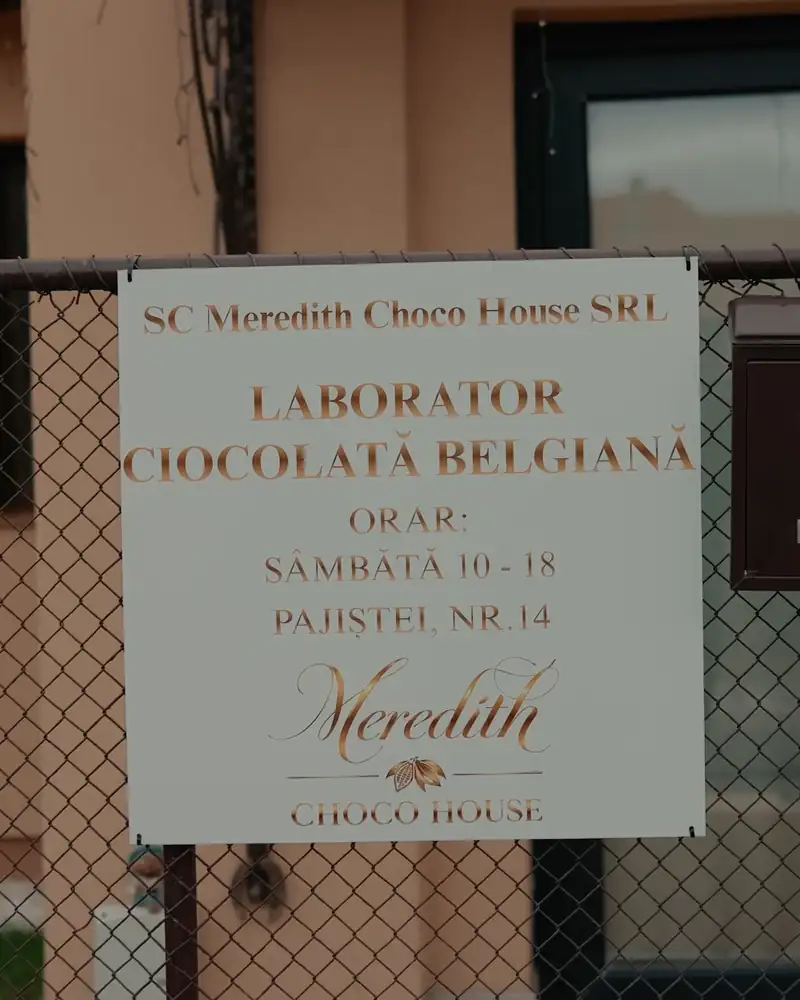 SC Meredith Choco House SRL
LABORATOR
CIOCOLATĂ BELGIANĂ
ORAR:
SÂMBĂTĂ 10 - 18
PAJIȘTEI, NR.14
Meredith
CHOCO HOUSE